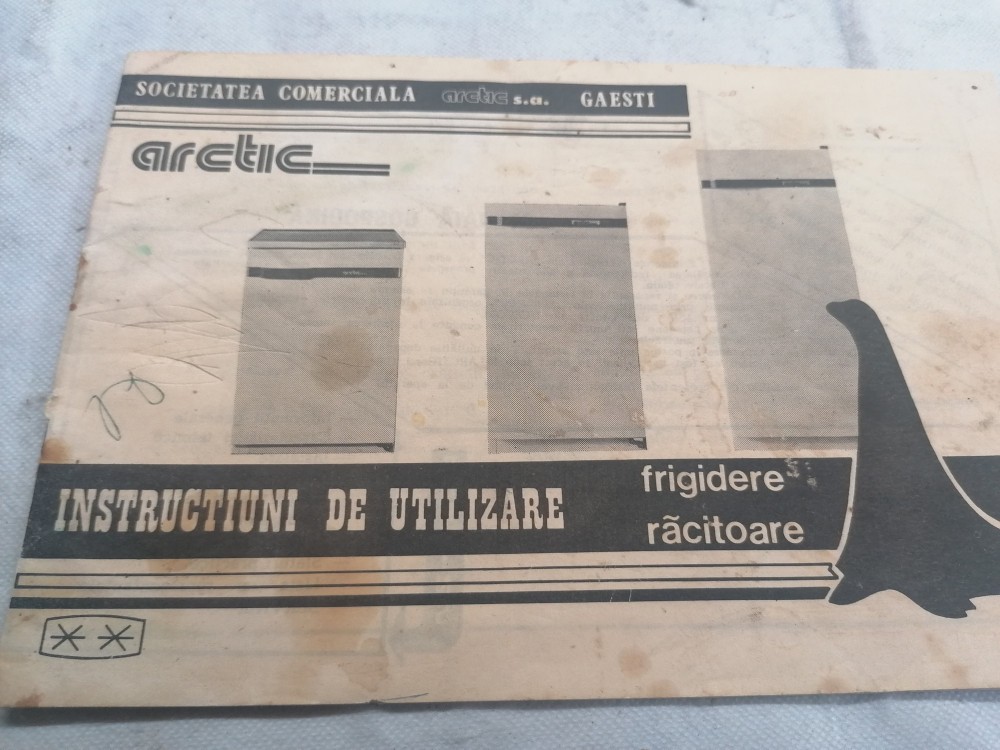 SOCIETATEA COMERCIALA arctic s.a. GAESTI
arctic
INSTRUCTIUNI DE UTILIZARE
frigidere
răcitoare